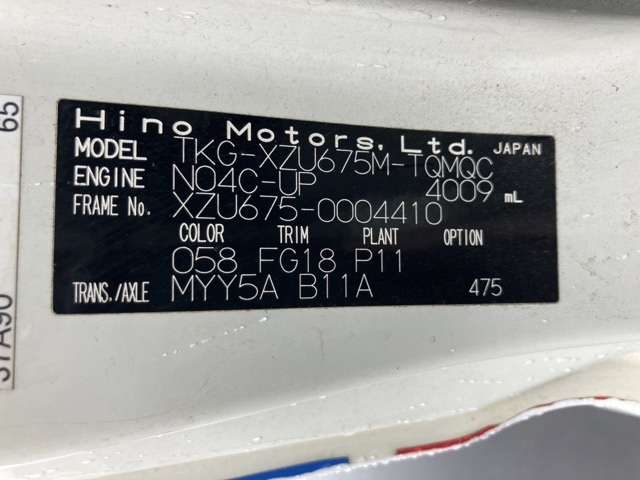 Hino Motors, Ltd. JAPAN
MODEL TKG-XZU675M-TQMQC
ENGINE N04C-UP 4009 mL
FRAME No. XZU675-0004410
COLOR TRIM PLANT OPTION
058 FG18 P11
TRANS./AXLE MYY5A B11A 475
65